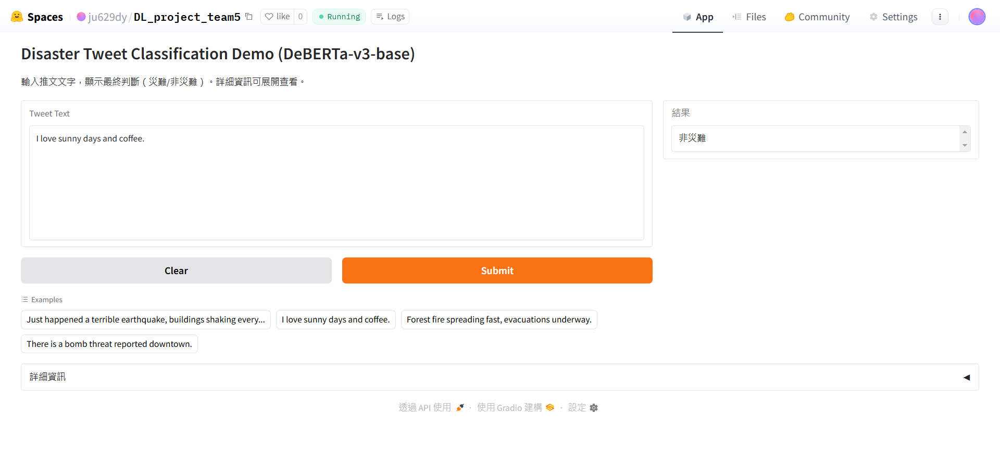 Spaces ju629dy/DL_project_team5 like 0 Running Logs App Files Community Settings
Disaster Tweet Classification Demo (DeBERTa-v3-base)
輸入推文文字，顯示最終判斷（災難/非災難）。詳細資訊可展開查看。
Tweet Text
I love sunny days and coffee.
結果
非災難
Clear Submit
Examples
Just happened a terrible earthquake, buildings shaking every... I love sunny days and coffee. Forest fire spreading fast, evacuations underway.
There is a bomb threat reported downtown.
詳細資訊
透過 API 使用 · 使用 Gradio 建構 · 設定